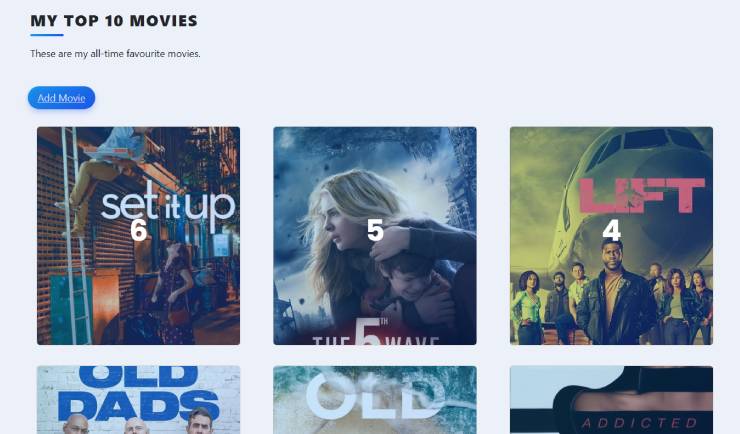 MY TOP 10 MOVIES
These are my all-time favourite movies.
Add Movie
set it up
6
5
THE 5TH WAVE
LIFT
4
OLD
DADS
OLD
ADDICTED